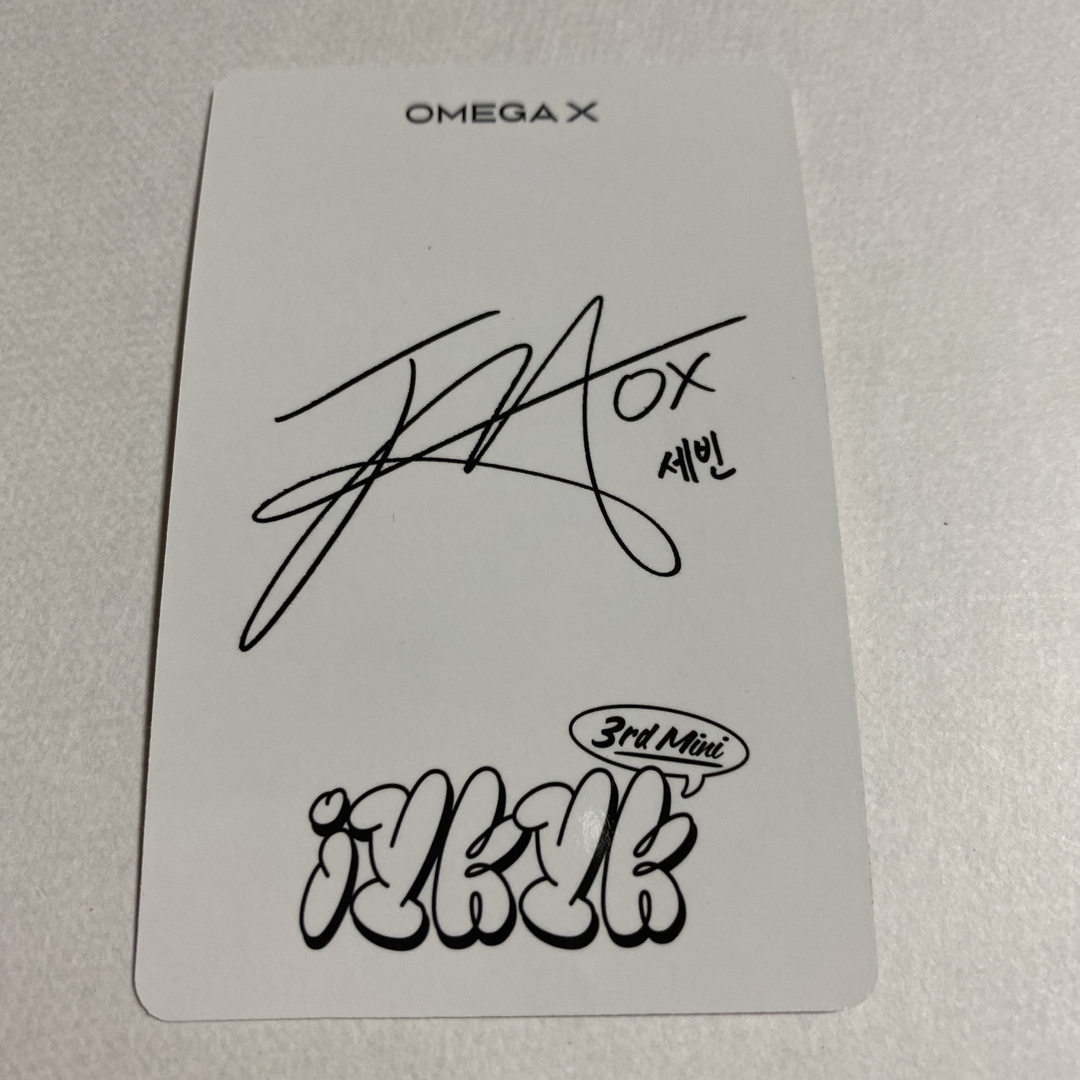 OMEGA X
OX
세빈
3rd Mini
iykyk